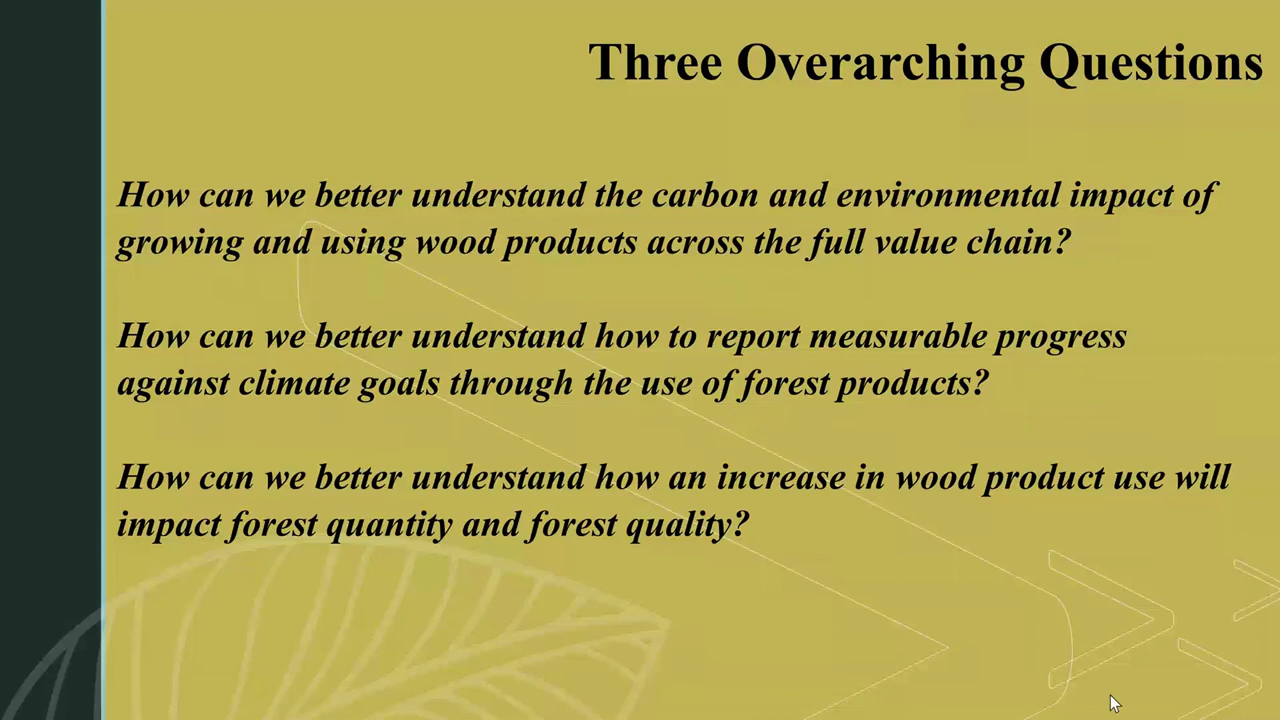 Three Overarching Questions
How can we better understand the carbon and environmental impact of
growing and using wood products across the full value chain?
How can we better understand how to report measurable progress
against climate goals through the use of forest products?
How can we better understand how an increase in wood product use will
impact forest quantity and forest quality?